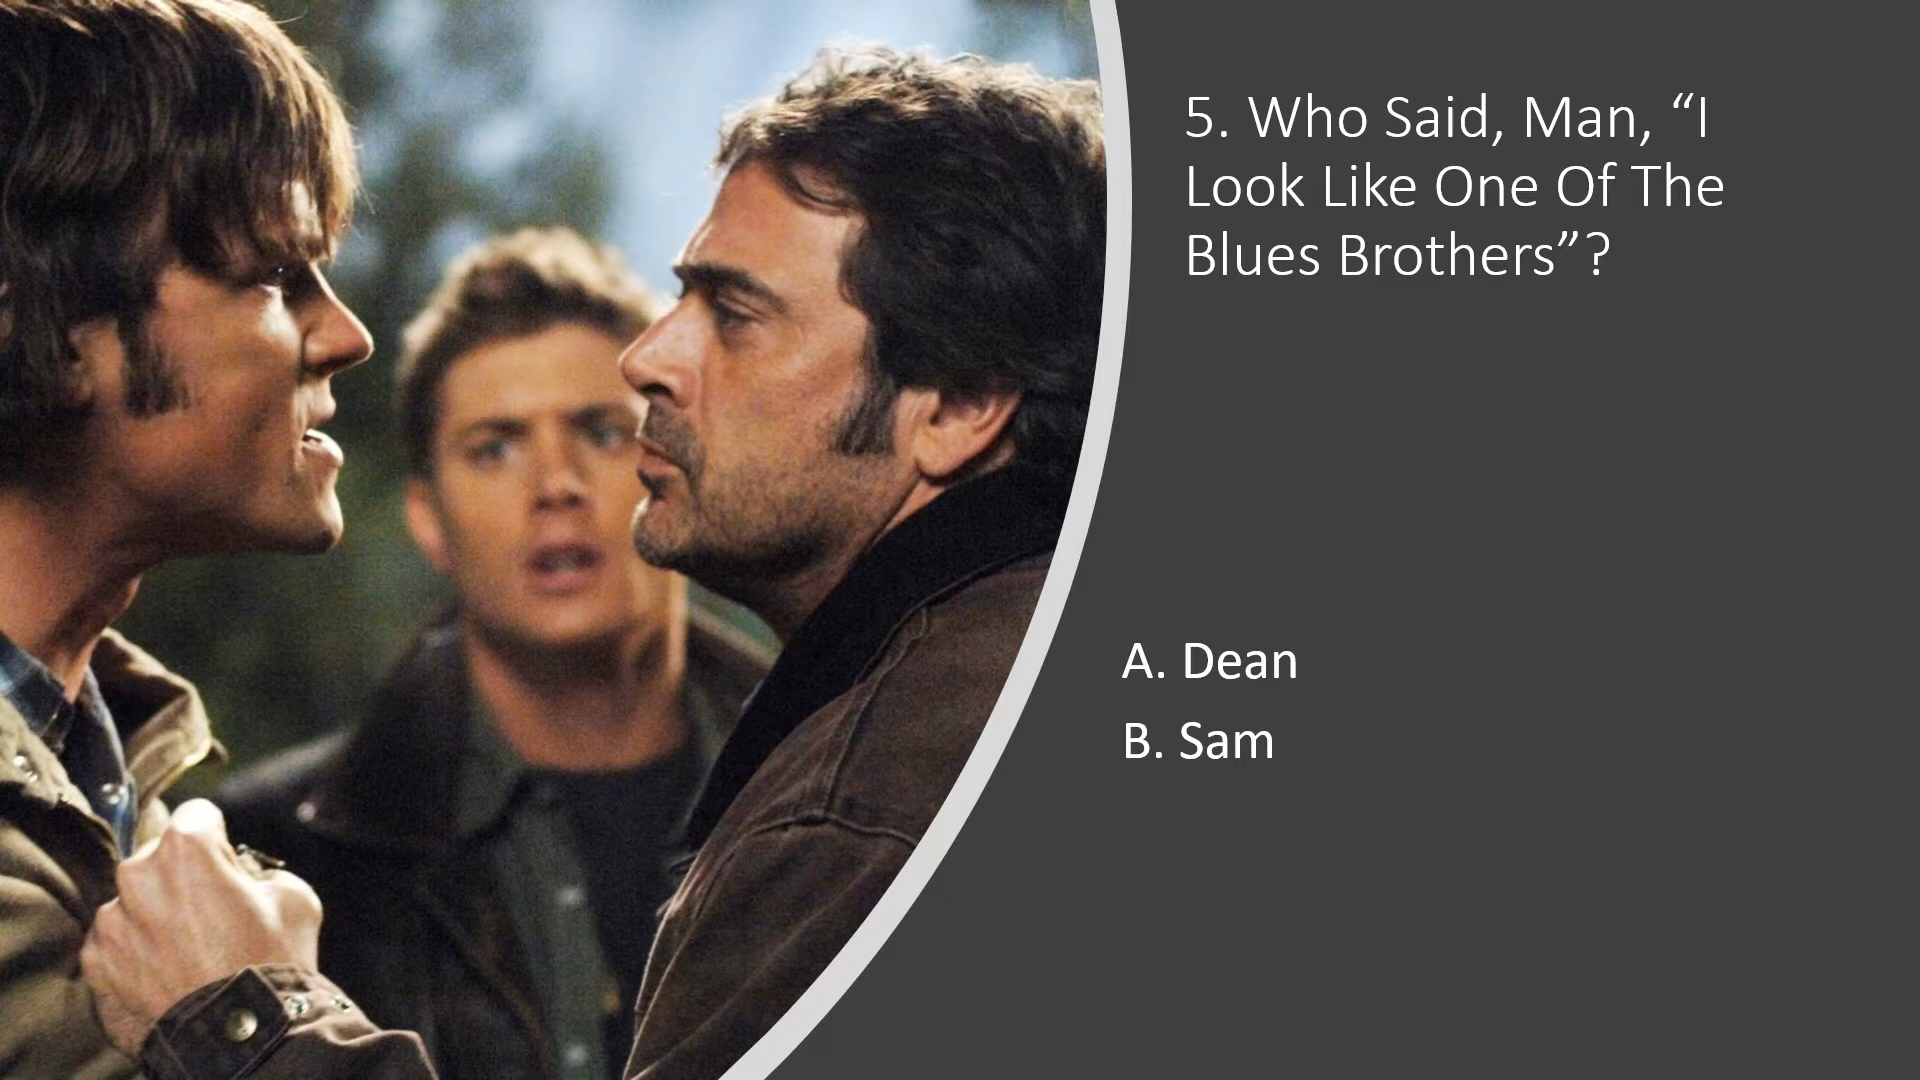 5. Who Said, Man, “I
Look Like One Of The
Blues Brothers”?
A. Dean
B. Sam